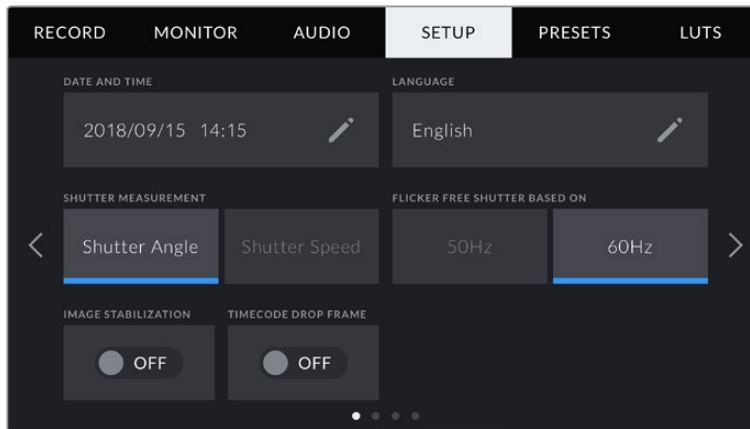 RECORD MONITOR AUDIO SETUP PRESETS LUTS
DATE AND TIME LANGUAGE
2018/09/15 14:15 English
SHUTTER MEASUREMENT FLICKER FREE SHUTTER BASED ON
Shutter Angle Shutter Speed 50Hz 60Hz
IMAGE STABILIZATION TIMECODE DROP FRAME
OFF OFF